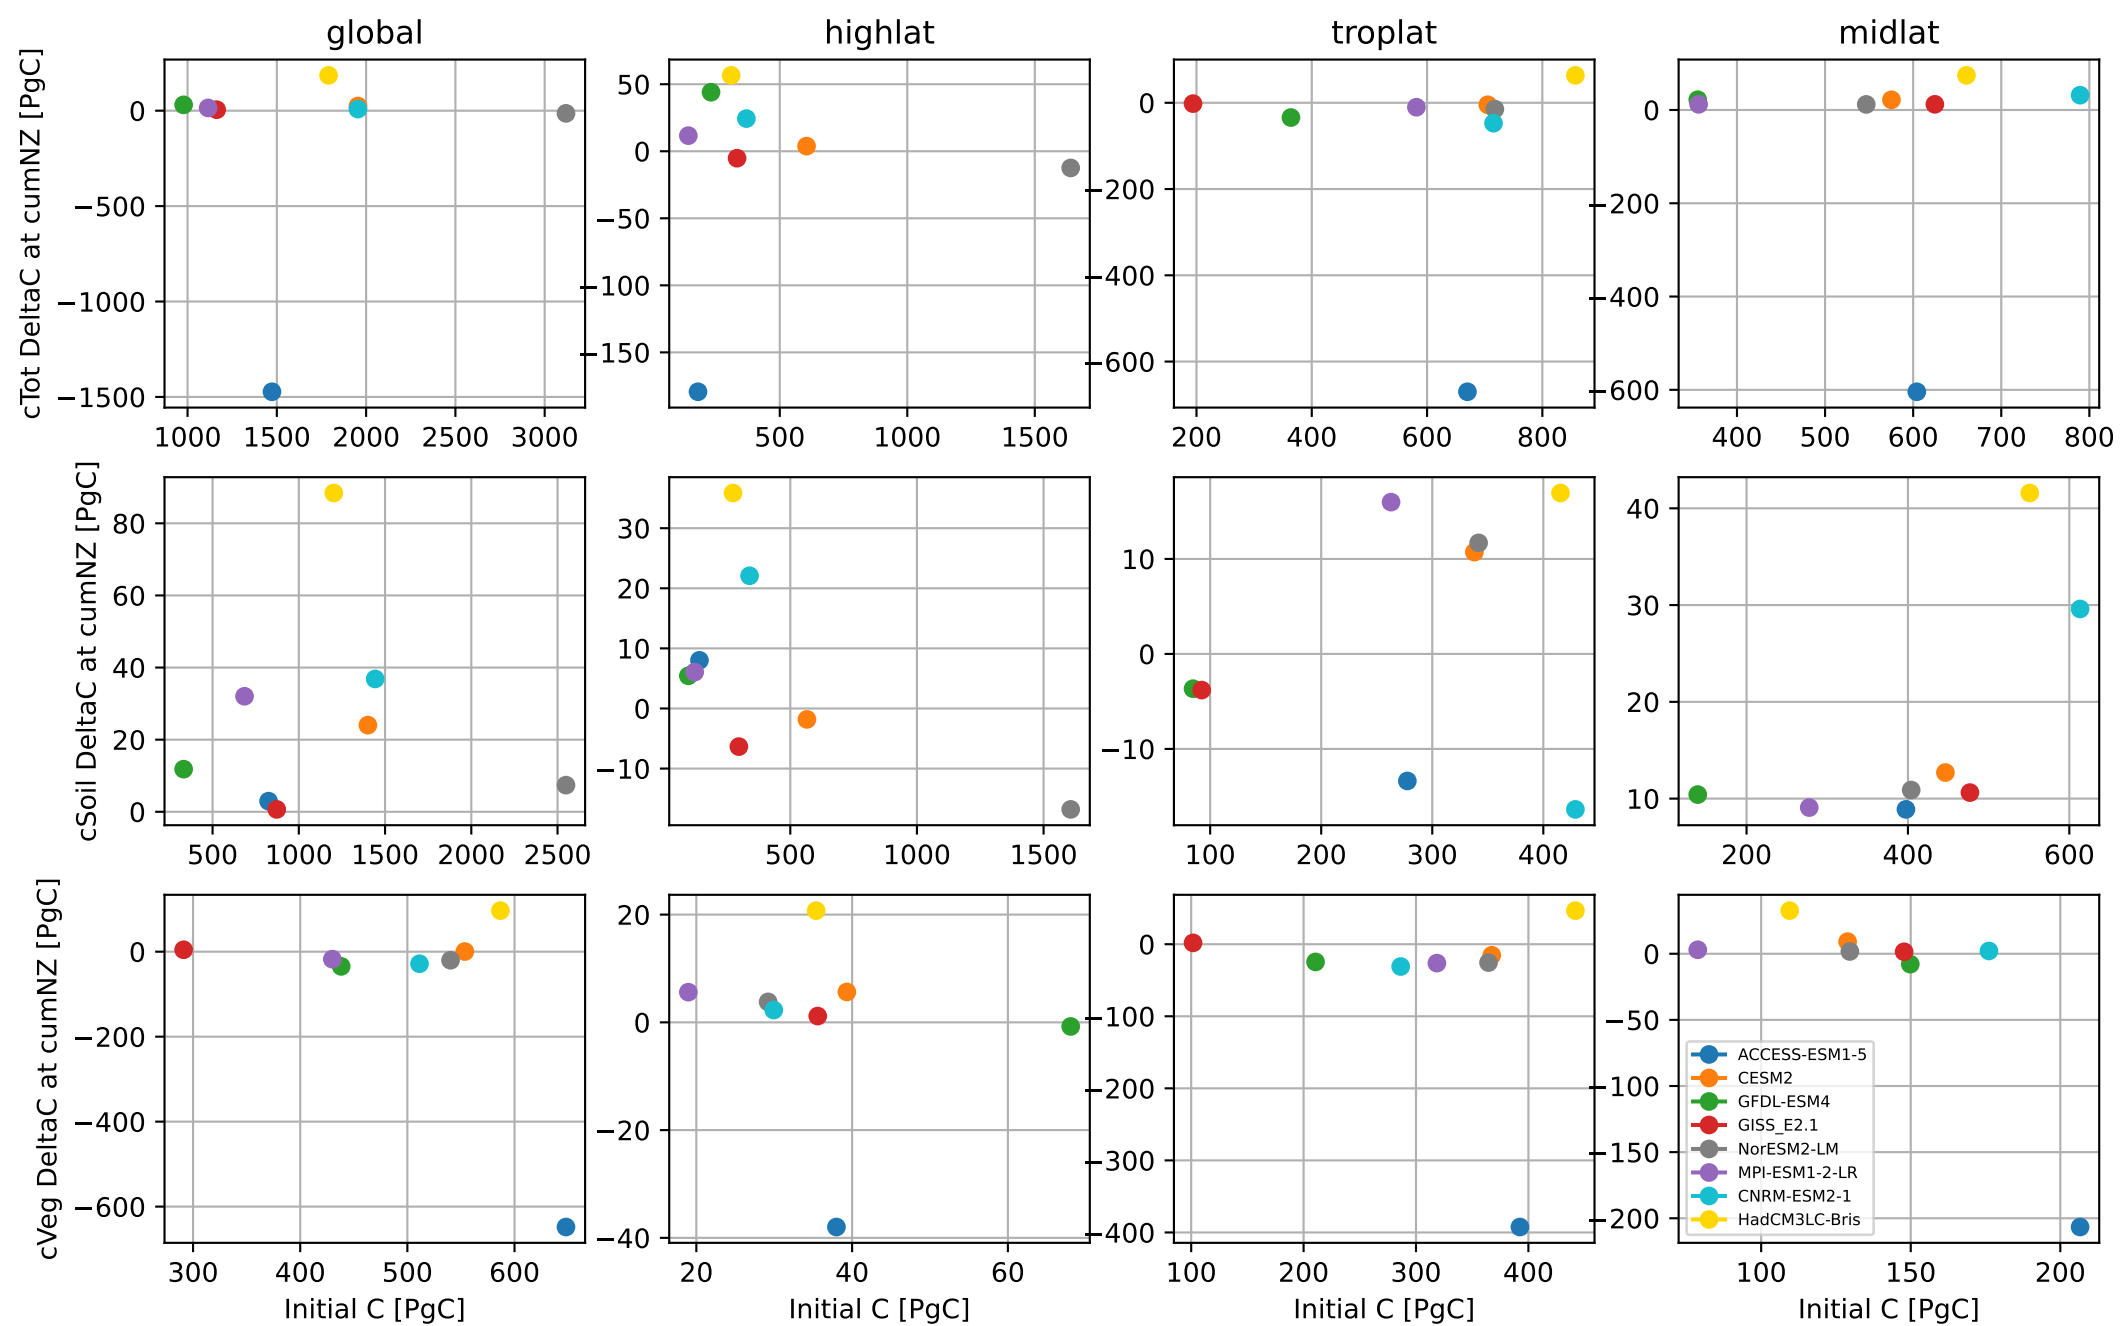 global highlat troplat midlat
cTot DeltaC at cumNZ [PgC]
0
−500
−1000
−1500
1000 1500 2000 2500 3000
50
0
−50
−100
−150
500 1000 1500
0
−200
−400
−600
200 400 600 800
0
−200
−400
−600
400 500 600 700 800
cSoil DeltaC at cumNZ [PgC]
80
60
40
20
0
500 1000 1500 2000 2500
30
20
10
0
−10
500 1000 1500
10
0
−10
100 200 300 400
40
30
20
10
200 400 600
cVeg DeltaC at cumNZ [PgC]
0
−200
−400
−600
300 400 500 600
Initial C [PgC]
20
0
−20
−40
20 40 60
Initial C [PgC]
0
−100
−200
−300
−400
100 200 300 400
Initial C [PgC]
0
−50
−100
−150
−200
ACCESS-ESM1-5
CESM2
GFDL-ESM4
GISS_E2.1
NorESM2-LM
MPI-ESM1-2-LR
CNRM-ESM2-1
HadCM3LC-Bris
100 150 200
Initial C [PgC]